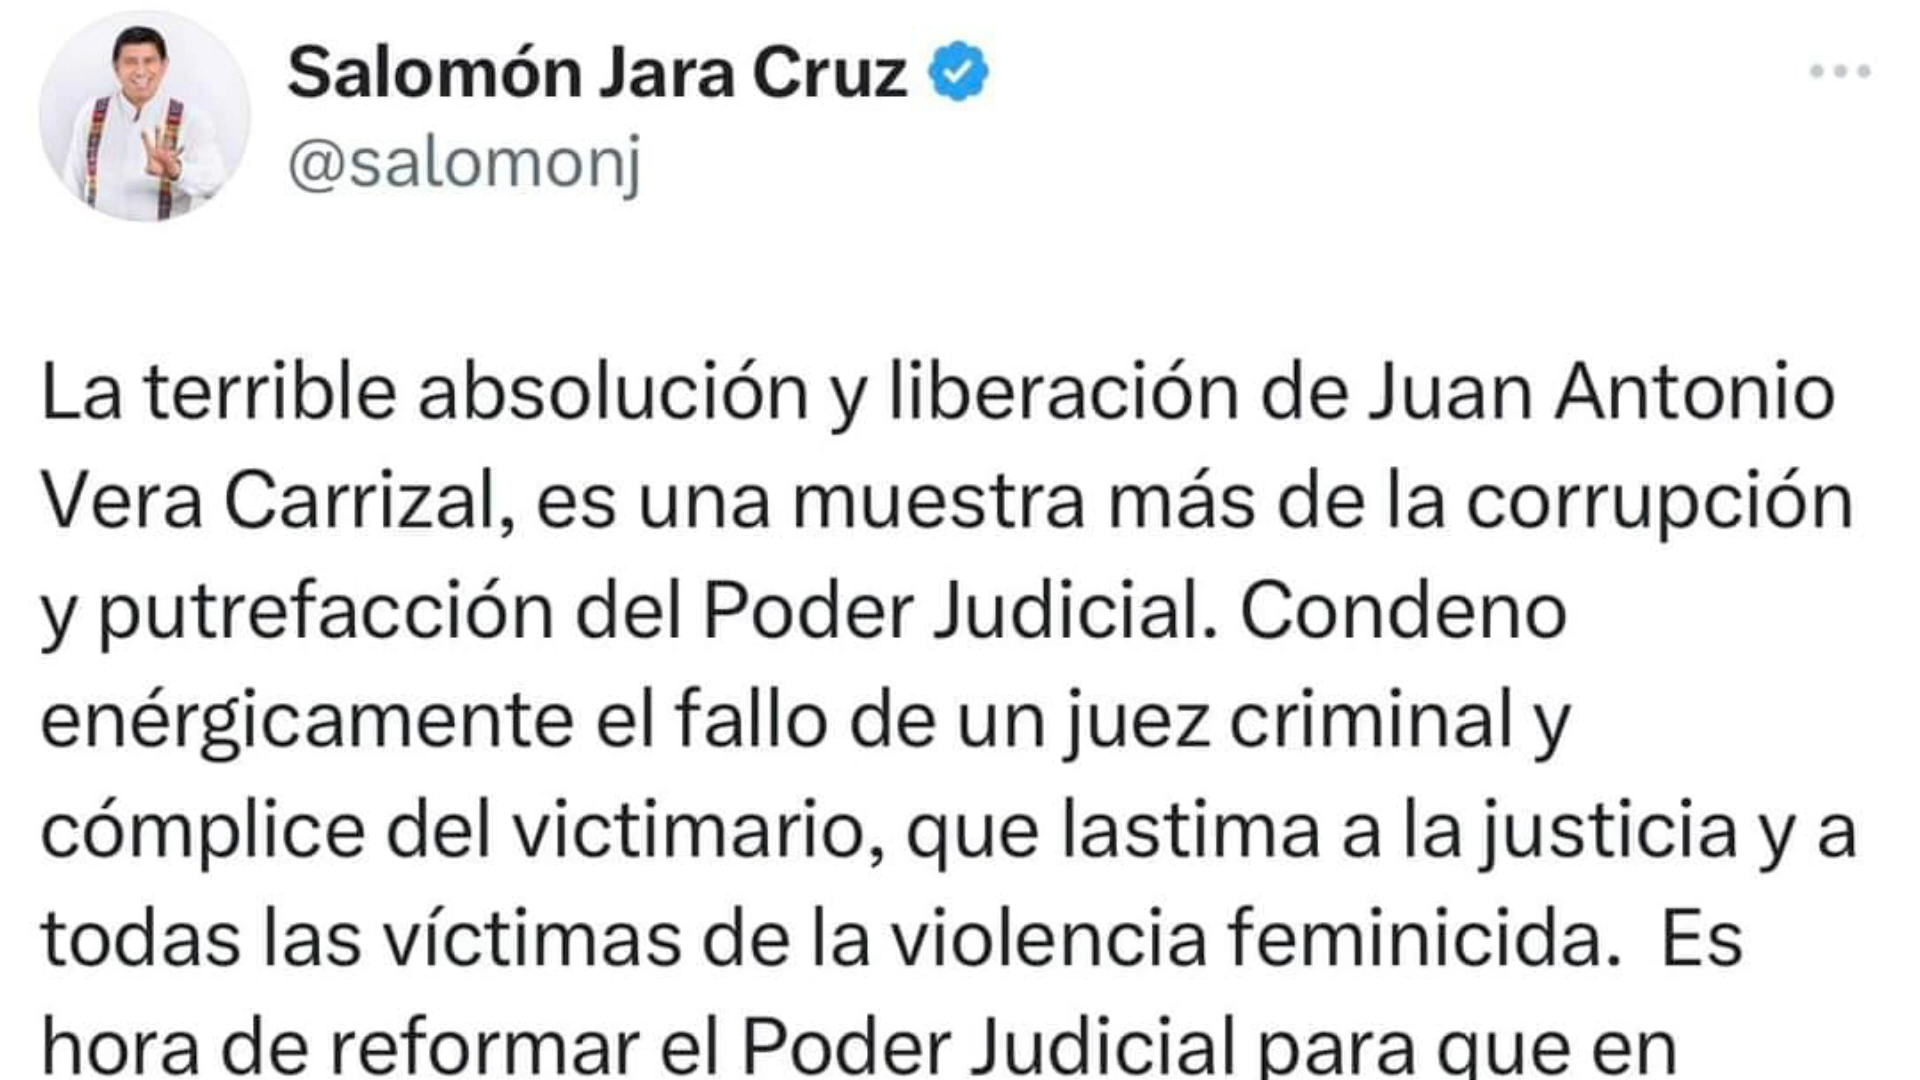 Salomón Jara Cruz
@salomonj
La terrible absolución y liberación de Juan Antonio
Vera Carrizal, es una muestra más de la corrupción
y putrefacción del Poder Judicial. Condeno
enérgicamente el fallo de un juez criminal y
cómplice del victimario, que lastima a la justicia y a
todas las víctimas de la violencia feminicida.  Es
hora de reformar el Poder Judicial para que en